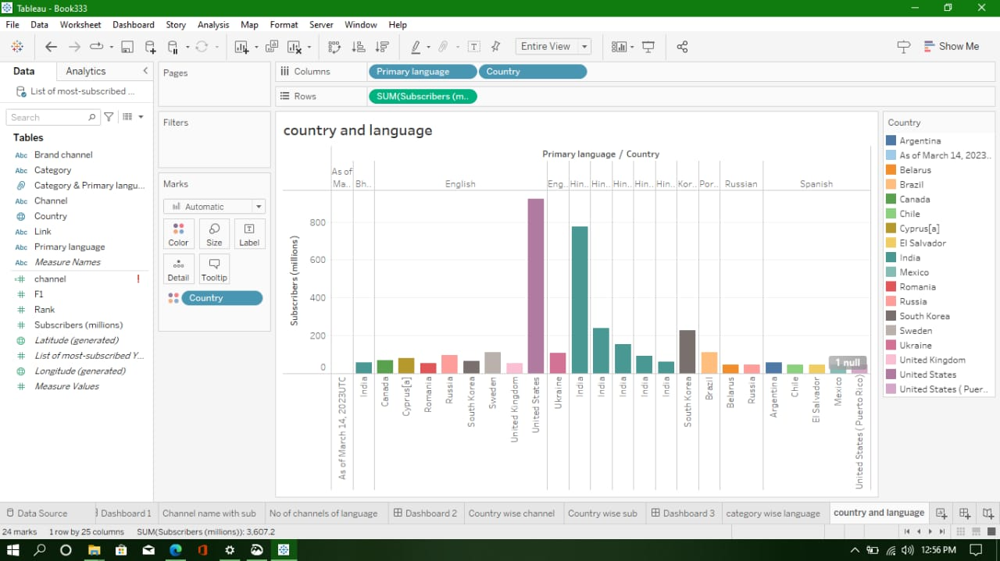 Tableau - Book333
File Data Worksheet Dashboard Story Analysis Map Format Server Window Help
Entire View
Show Me
Data Analytics
List of most-subscribed ...
Search
Tables
Abc Brand channel
Abc Category
Category & Primary langu...
Abc Channel
Country
Abc Link
Abc Primary language
Abc Measure Names
channel !
F1
Rank
Subscribers (millions)
Latitude (generated)
List of most-subscribed Y...
Longitude (generated)
Measure Values
Pages
Filters
Marks
Automatic
Color Size Label
Detail Tooltip
Country
Columns Primary language Country
Rows SUM(Subscribers (m..
country and language
Primary language / Country
As of
Ma.. Bh.. English Eng.. Hin.. Hin.. Hin.. Hin.. Hin.. Kor.. Por.. Russian Spanish
Subscribers (millions)
800
600
400
200
0
1 null
As of March 14, 2023UTC
India
Canada
Cyprus[a]
Romania
Russia
South Korea
Sweden
United Kingdom
United States
Ukraine
India
India
India
India
India
South Korea
Brazil
Belarus
Russia
Argentina
Chile
El Salvador
Mexico
United States ( Puerto Rico)
Country
Argentina
As of March 14, 2023..
Belarus
Brazil
Canada
Chile
Cyprus[a]
El Salvador
India
Mexico
Romania
Russia
South Korea
Sweden
Ukraine
United Kingdom
United States
United States ( Puer..
Data Source Dashboard 1 Channel name with sub No of channels of language Dashboard 2 Country wise channel Country wise sub Dashboard 3 category wise language country and language
24 marks 1 row by 25 columns SUM(Subscribers (millions)): 3,607.2
12:56 PM